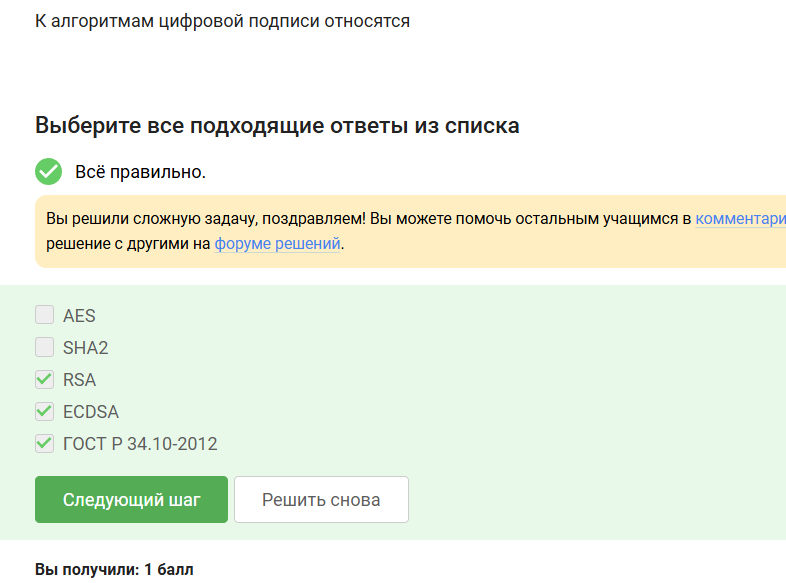 К алгоритмам цифровой подписи относятся
Выберите все подходящие ответы из списка
Всё правильно.
Вы решили сложную задачу, поздравляем! Вы можете помочь остальным учащимся в комментари
решение с другими на форуме решений.
AES
SHA2
RSA
ECDSA
ГОСТ Р 34.10-2012
Следующий шаг Решить снова
Вы получили: 1 балл